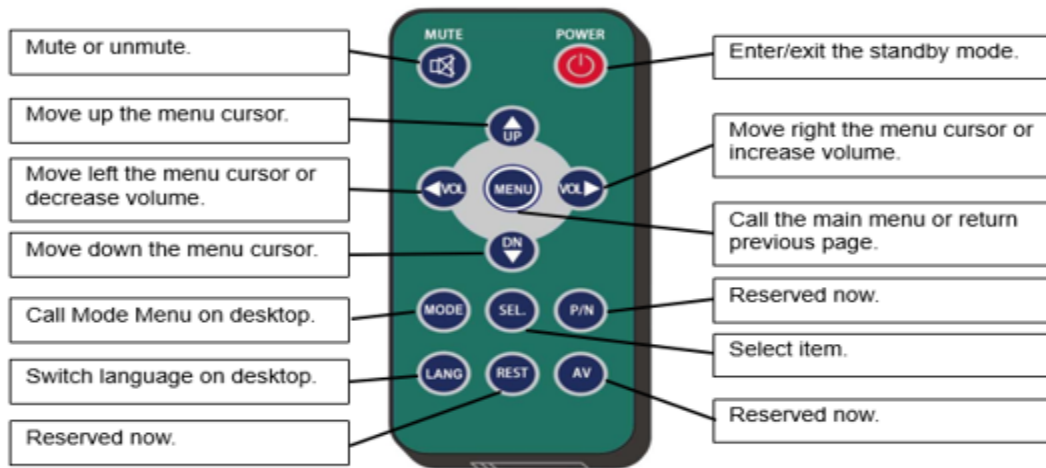 MUTE
POWER
Mute or unmute.
Enter/exit the standby mode.
Move up the menu cursor.
UP
Move right the menu cursor or
increase volume.
Move left the menu cursor or
decrease volume.
VOL
MENU
VOL
Call the main menu or return
previous page.
Move down the menu cursor.
DN
Call Mode Menu on desktop.
MODE
SEL.
P/N
Reserved now.
Select item.
Switch language on desktop.
LANG
REST
AV
Reserved now.
Reserved now.